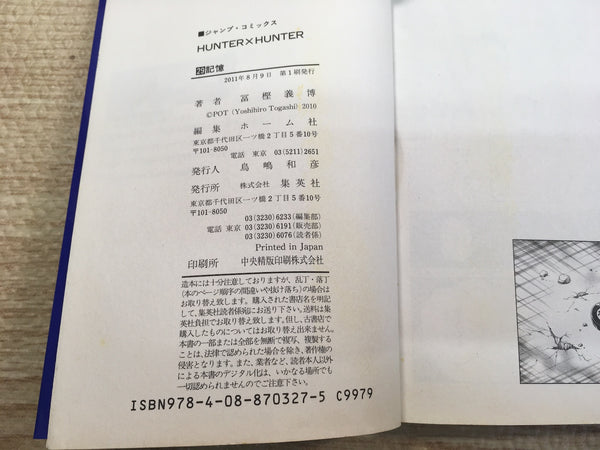 ■ジャンプ・コミックス
HUNTER×HUNTER
29記憶
2011年8月9日 第1刷発行
著者 冨樫義博
©POT (Yoshihiro Togashi) 2010
編集 ホーム社
東京都千代田区一ツ橋2丁目5番10号
〒101-8050
電話 東京 03(5211)2651
発行人 鳥嶋和彦
発行所 株式会社 集英社
東京都千代田区一ツ橋2丁目5番10号
〒101-8050
03(3230)6233(編集部)
電話 東京 03(3230)6191(販売部)
03(3230)6076(読者係)
Printed in Japan
印刷所 中央精版印刷株式会社
造本には十分注意しておりますが、乱丁・落丁
(本のページ順序の間違いや抜け落ち)の場合は
お取り替え致します。購入された書店名を明記
して、集英社読者係宛にお送り下さい。送料は集
英社負担でお取り替え致します。但し、古書店で
購入したものについてはお取り替え出来ません。
本書の一部または全部を無断で複写、複製する
ことは、法律で認められた場合を除き、著作権の
侵害となります。また、業者など、読者本人以外
による本書のデジタル化は、いかなる場合でも
一切認められませんのでご注意下さい。
ISBN978-4-08-870327-5 C9979